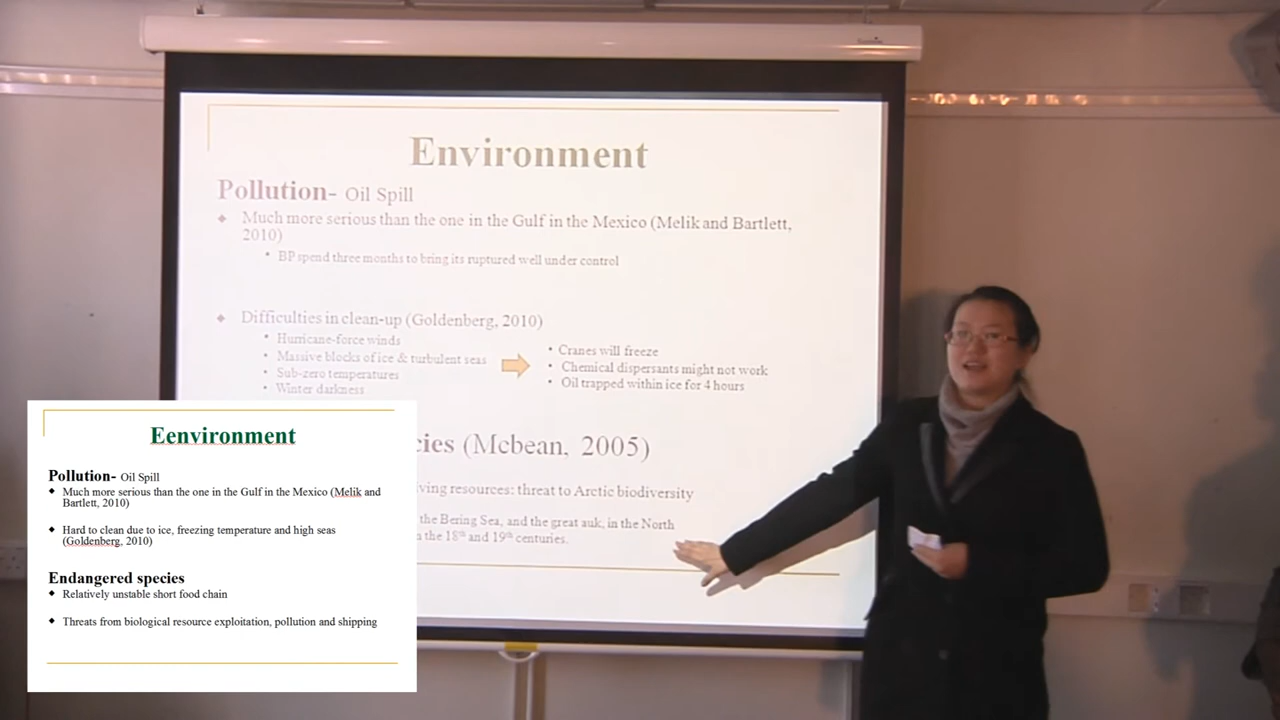 Environment
Pollution- Oil Spill
Much more serious than the one in the Gulf in the Mexico (Melik and Bartlett,
2010)
BP spend three months to bring its ruptured well under control
Difficulties in clean-up (Goldenberg, 2010)
Hurricane-force winds
Massive blocks of ice & turbulent seas
Sub-zero temperatures
Winter darkness
Cranes will freeze
Chemical dispersants might not work
Oil trapped within ice for 4 hours
cies (Mcbean, 2005)
ving resources: threat to Arctic biodiversity
the Bering Sea, and the great auk, in the North
the 18th and 19th centuries.
Eenvironment
Pollution- Oil Spill
Much more serious than the one in the Gulf in the Mexico (Melik and
Bartlett, 2010)
Hard to clean due to ice, freezing temperature and high seas
(Goldenberg, 2010)
Endangered species
Relatively unstable short food chain
Threats from biological resource exploitation, pollution and shipping